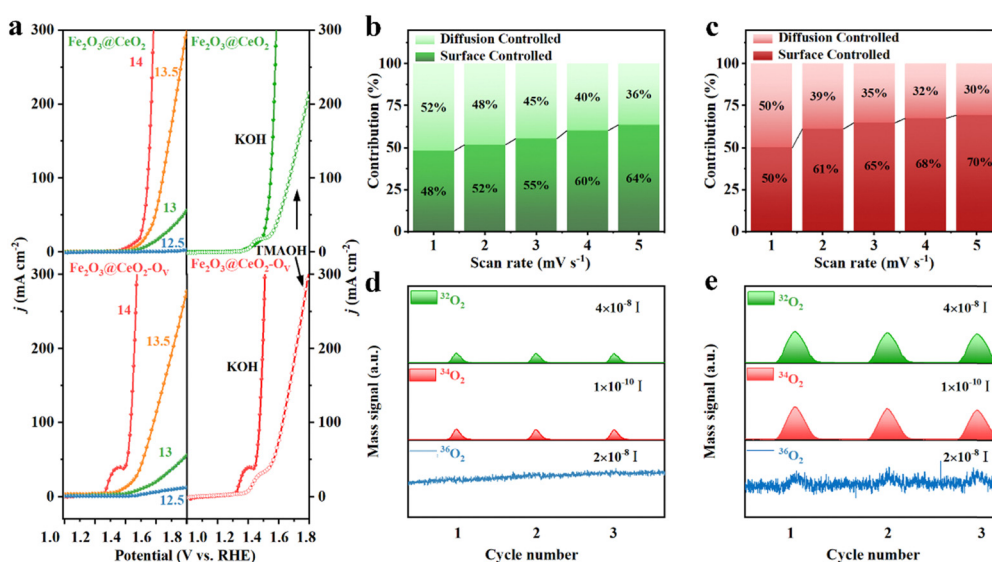 a
Fe₂O₃@CeO₂
14
13.5
13
12.5
Fe₂O₃@CeO₂
KOH
TMAOH
Fe₂O₃@CeO₂-Oᵥ
14
13.5
13
12.5
Fe₂O₃@CeO₂-Oᵥ
KOH
300
200
100
0
300
200
100
0
j (mA cm⁻²)
j (mA cm⁻²)
300
200
100
0
300
200
100
0
j (mA cm⁻²)
j (mA cm⁻²)
1.2 1.4 1.6 1.8 1.0 1.2 1.4 1.6 1.8
Potential (V vs. RHE)
b
Diffusion Controlled
Surface Controlled
Contribution (%)
100
75
50
25
0
52% 48% 45% 40% 36%
48% 52% 55% 60% 64%
1 2 3 4 5
Scan rate (mV s⁻¹)
c
Diffusion Controlled
Surface Controlled
Contribution (%)
100
75
50
25
0
50% 39% 35% 32% 30%
50% 61% 65% 68% 70%
1 2 3 4 5
Scan rate (mV s⁻¹)
d
Mass signal (a.u.)
³²O₂
4×10⁻⁸ I
³⁴O₂
1×10⁻¹⁰ I
³⁶O₂
2×10⁻⁸ I
1 2 3
Cycle number
e
Mass signal (a.u.)
³²O₂
4×10⁻⁸ I
³⁴O₂
1×10⁻¹⁰ I
³⁶O₂
2×10⁻⁸ I
1 2 3
Cycle number